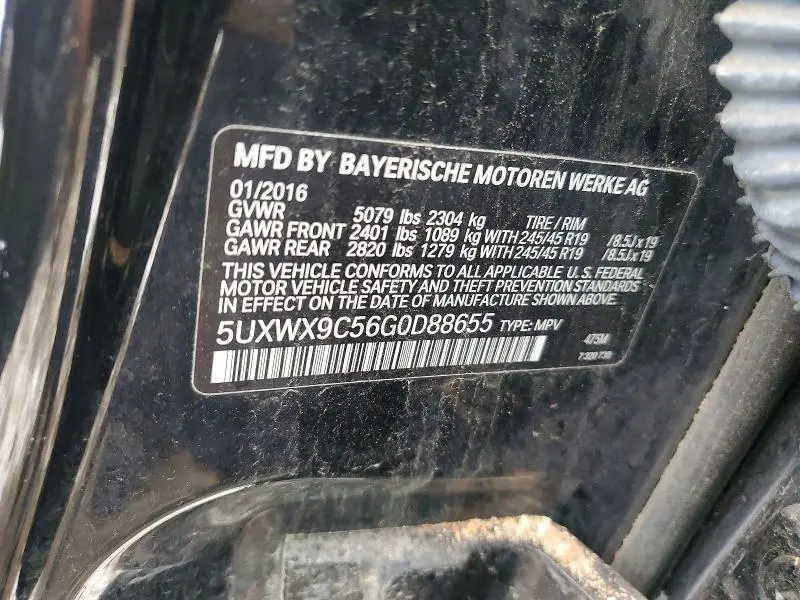 MFD BY BAYERISCHE MOTOREN WERKE AG
01/2016
GVWR 5079 lbs 2304 kg TIRE / RIM
GAWR FRONT 2401 lbs 1089 kg WITH 245/45 R19 /8.5J x 19
GAWR REAR 2820 lbs 1279 kg WITH 245/45 R19 /8.5J x 19
THIS VEHICLE CONFORMS TO ALL APPLICABLE U.S. FEDERAL
MOTOR VEHICLE SAFETY AND THEFT PREVENTION STANDARDS
IN EFFECT ON THE DATE OF MANUFACTURE SHOWN ABOVE.
5UXWX9C56G0D88655 TYPE: MPV 475M
7 320 730